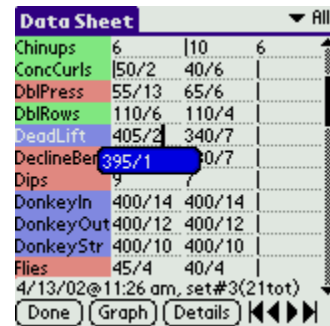 Data Sheet All
Chinups 6 10 6
ConcCurls 50/2 40/6
DblPress 55/13 65/6
DblRows 110/6 110/4
DeadLift 405/2 340/7
DeclineBen 0/7
395/1
Dips 9 7
DonkeyIn 400/14 400/14
DonkeyOut 400/12 400/12
DonkeyStr 400/10 400/10
Flies 45/4 40/4
4/13/02@11:26 am, set#3(21tot)
Done Graph Details